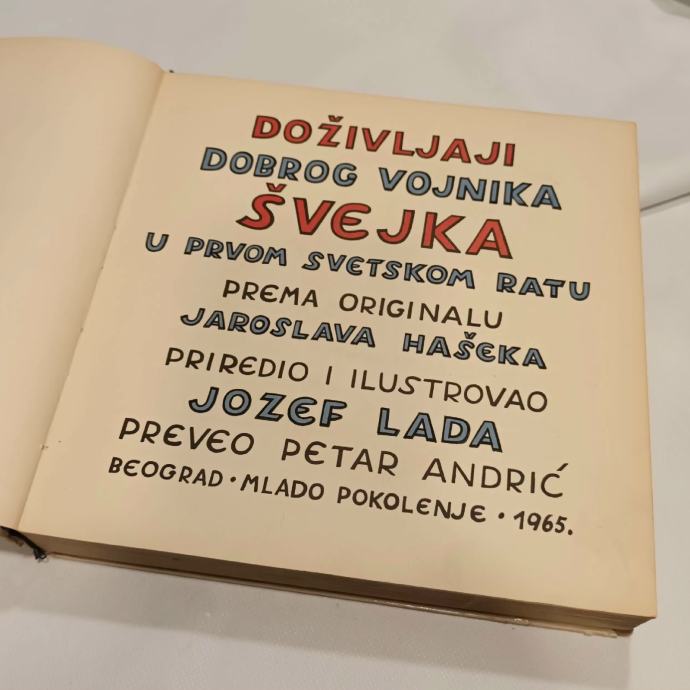 DOŽIVLJAJI
DOBROG VOJNIKA
ŠVEJKA
U PRVOM SVETSKOM RATU
PREMA ORIGINALU
JAROSLAVA HAŠEKA
PRIREDIO I ILUSTROVAO
JOZEF LADA
PREVEO PETAR ANDRIĆ
BEOGRAD • MLADO POKOLENJE • 1965.